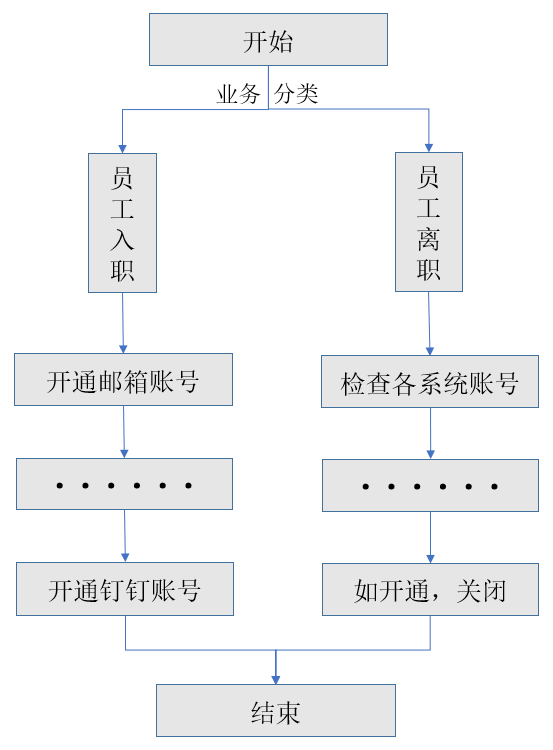 开始
业务 分类
员工入职
员工离职
开通邮箱账号
检查各系统账号
· · · · · ·
· · · · · ·
开通钉钉账号
如开通，关闭
结束